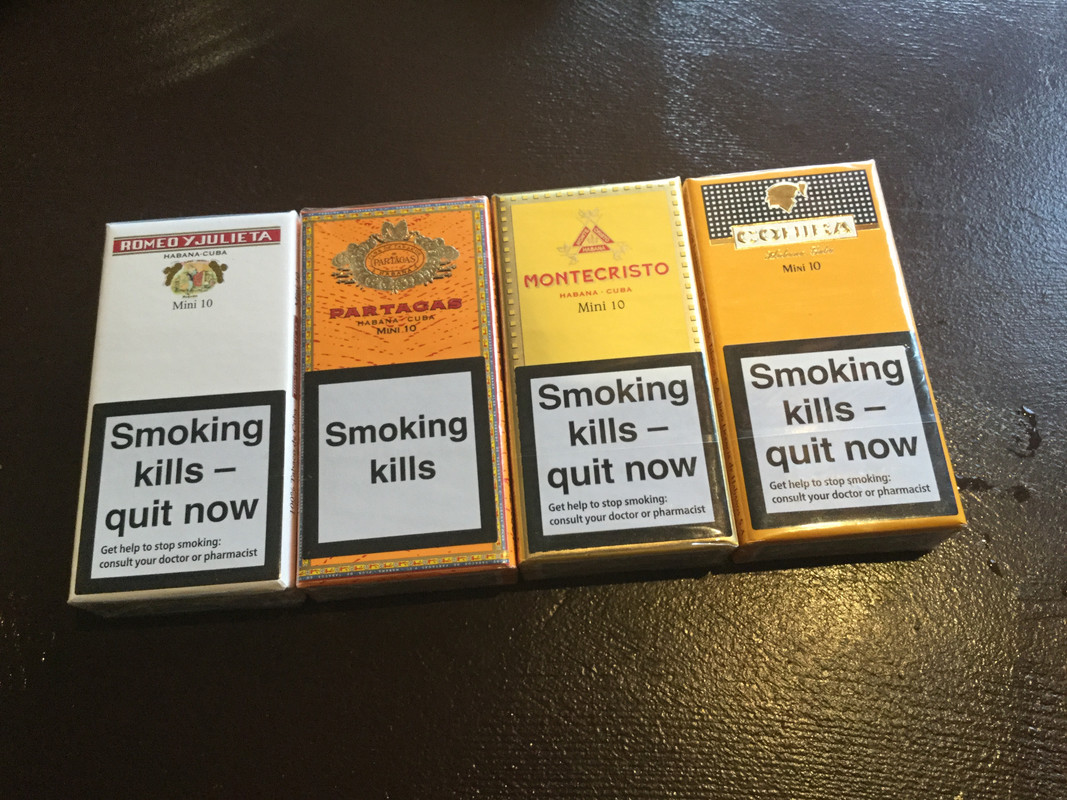 ROMEO Y JULIETA
HABANA-CUBA
Mini 10
Smoking
kills –
quit now
Get help to stop smoking:
consult your doctor or pharmacist
PARTAGAS
HABANA
PARTAGAS
HABANA-CUBA
Mini 10
Smoking
kills
HABANA
MONTECRISTO
HABANA - CUBA
Mini 10
Smoking
kills –
quit now
Get help to stop smoking:
consult your doctor or pharmacist
Mini 10
Smoking
kills –
quit now
Get help to stop smoking:
consult your doctor or pharmacist